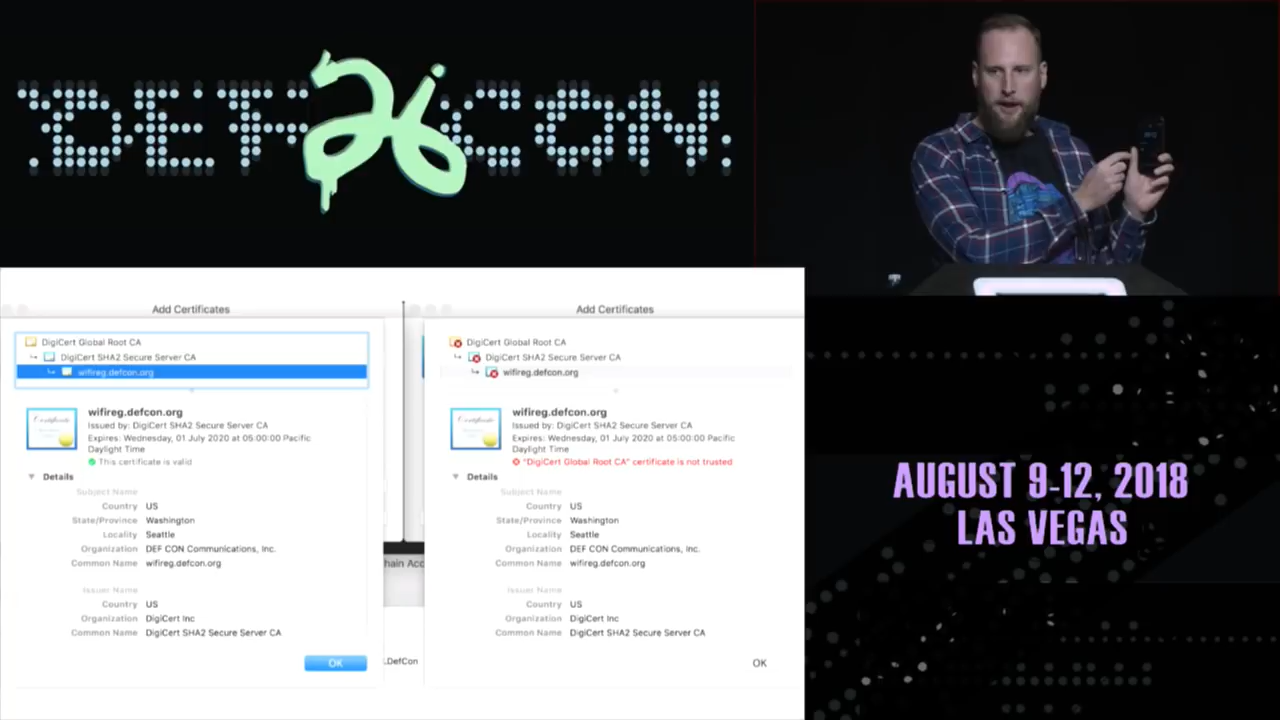 DEF 26 CON
Add Certificates
DigiCert Global Root CA
DigiCert SHA2 Secure Server CA
wifireg.defcon.org
wifireg.defcon.org
Issued by: DigiCert SHA2 Secure Server CA
Expires: Wednesday, 01 July 2020 at 05:00:00 Pacific
Daylight Time
This certificate is valid
Details
Subject Name
Country US
State/Province Washington
Locality Seattle
Organization DEF CON Communications, Inc.
Common Name wifireg.defcon.org
Issuer Name
Country US
Organization DigiCert Inc
Common Name DigiCert SHA2 Secure Server CA
OK
hain Acc
.DefCon
Add Certificates
DigiCert Global Root CA
DigiCert SHA2 Secure Server CA
wifireg.defcon.org
wifireg.defcon.org
Issued by: DigiCert SHA2 Secure Server CA
Expires: Wednesday, 01 July 2020 at 05:00:00 Pacific
Daylight Time
"DigiCert Global Root CA" certificate is not trusted
Details
Subject Name
Country US
State/Province Washington
Locality Seattle
Organization DEF CON Communications, Inc.
Common Name wifireg.defcon.org
Issuer Name
Country US
Organization DigiCert Inc
Common Name DigiCert SHA2 Secure Server CA
OK
AUGUST 9-12, 2018
LAS VEGAS